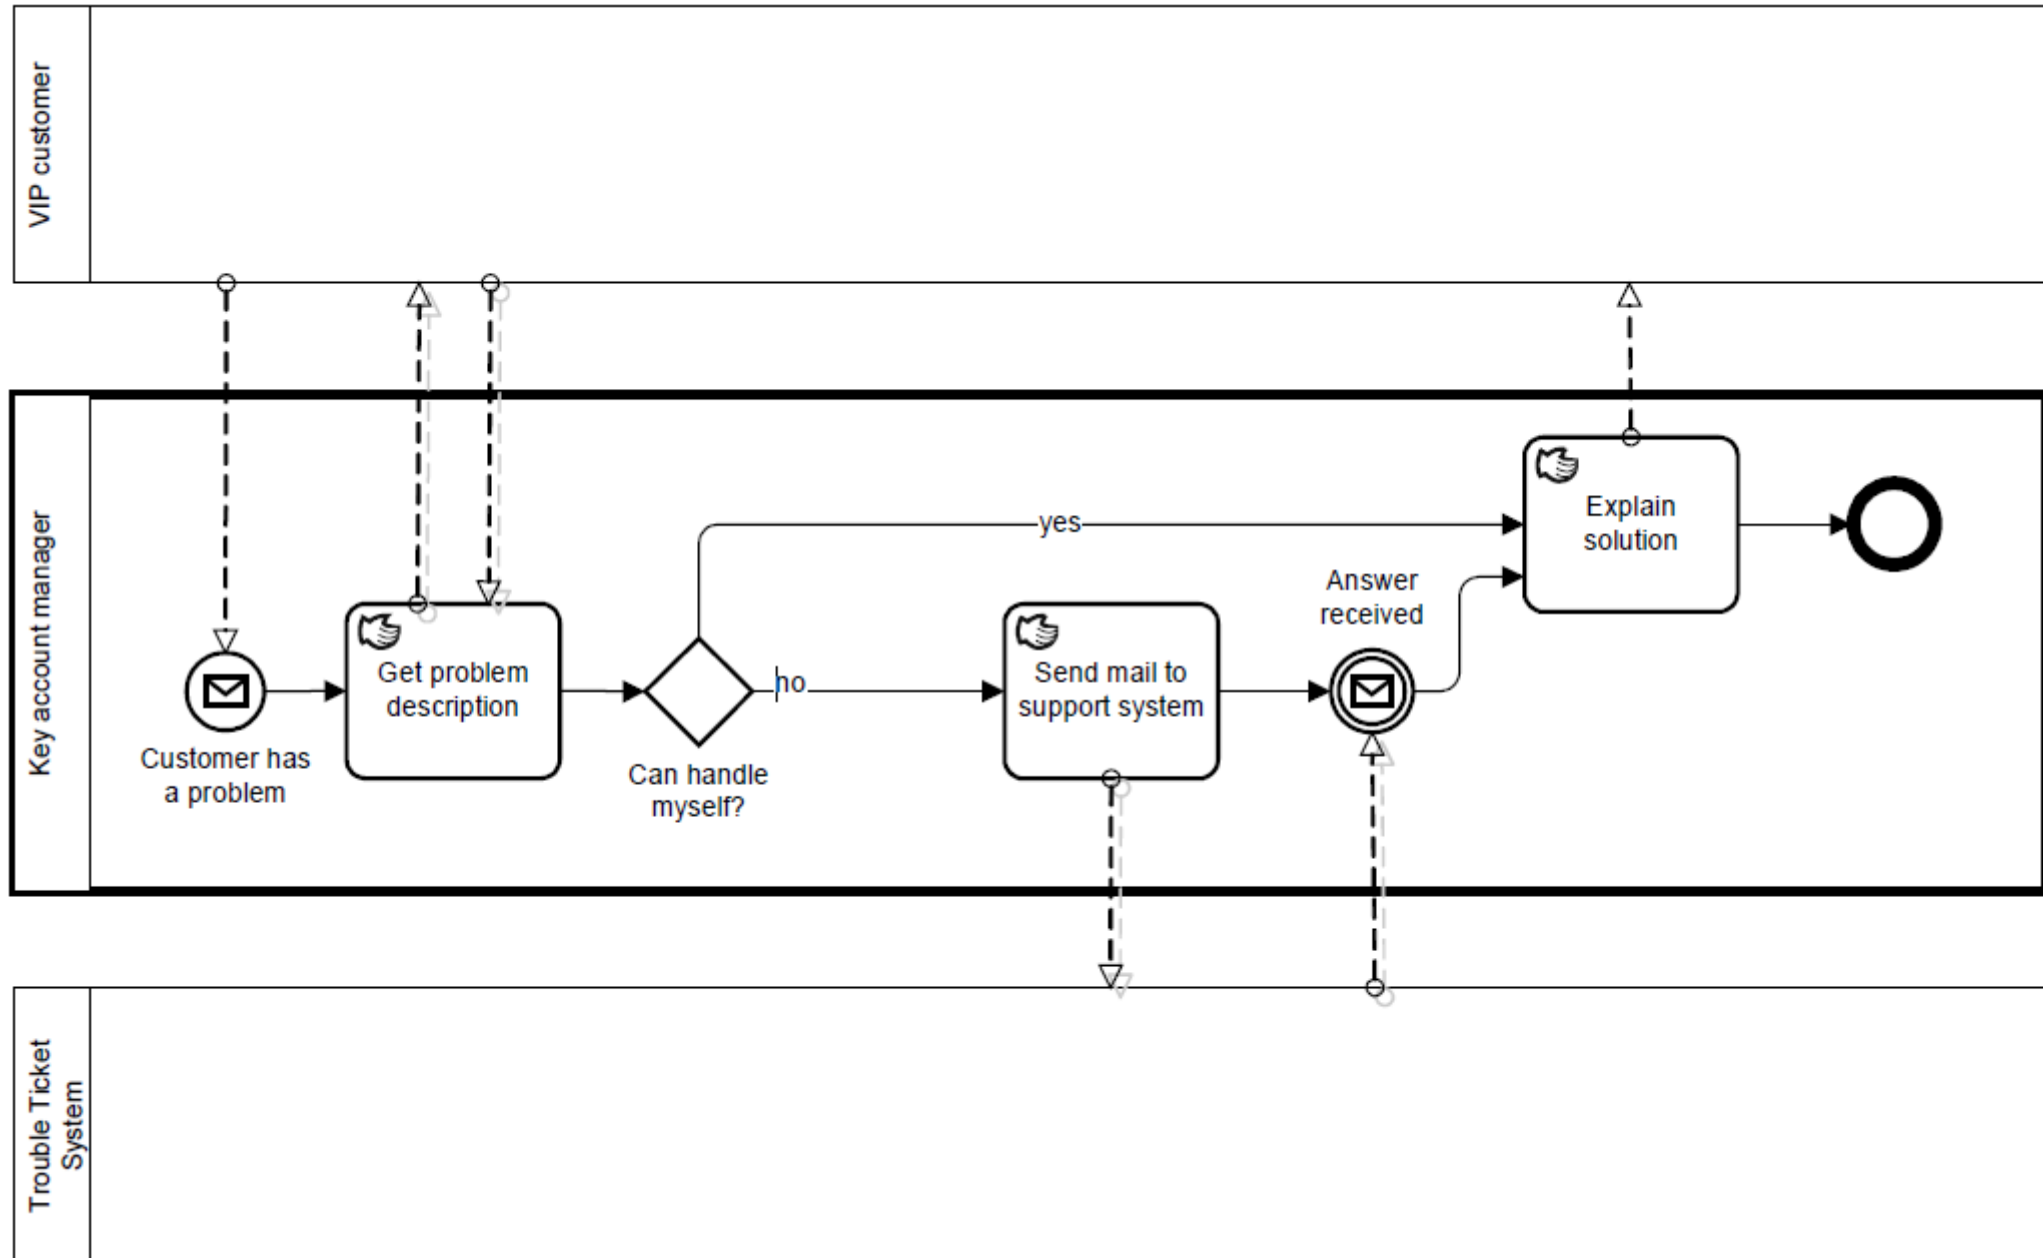 VIP customer
Key account manager
yes
Explain
solution
Answer
received
Get problem
description
no
Send mail to
support system
Customer has
a problem
Can handle
myself?
Trouble Ticket
System